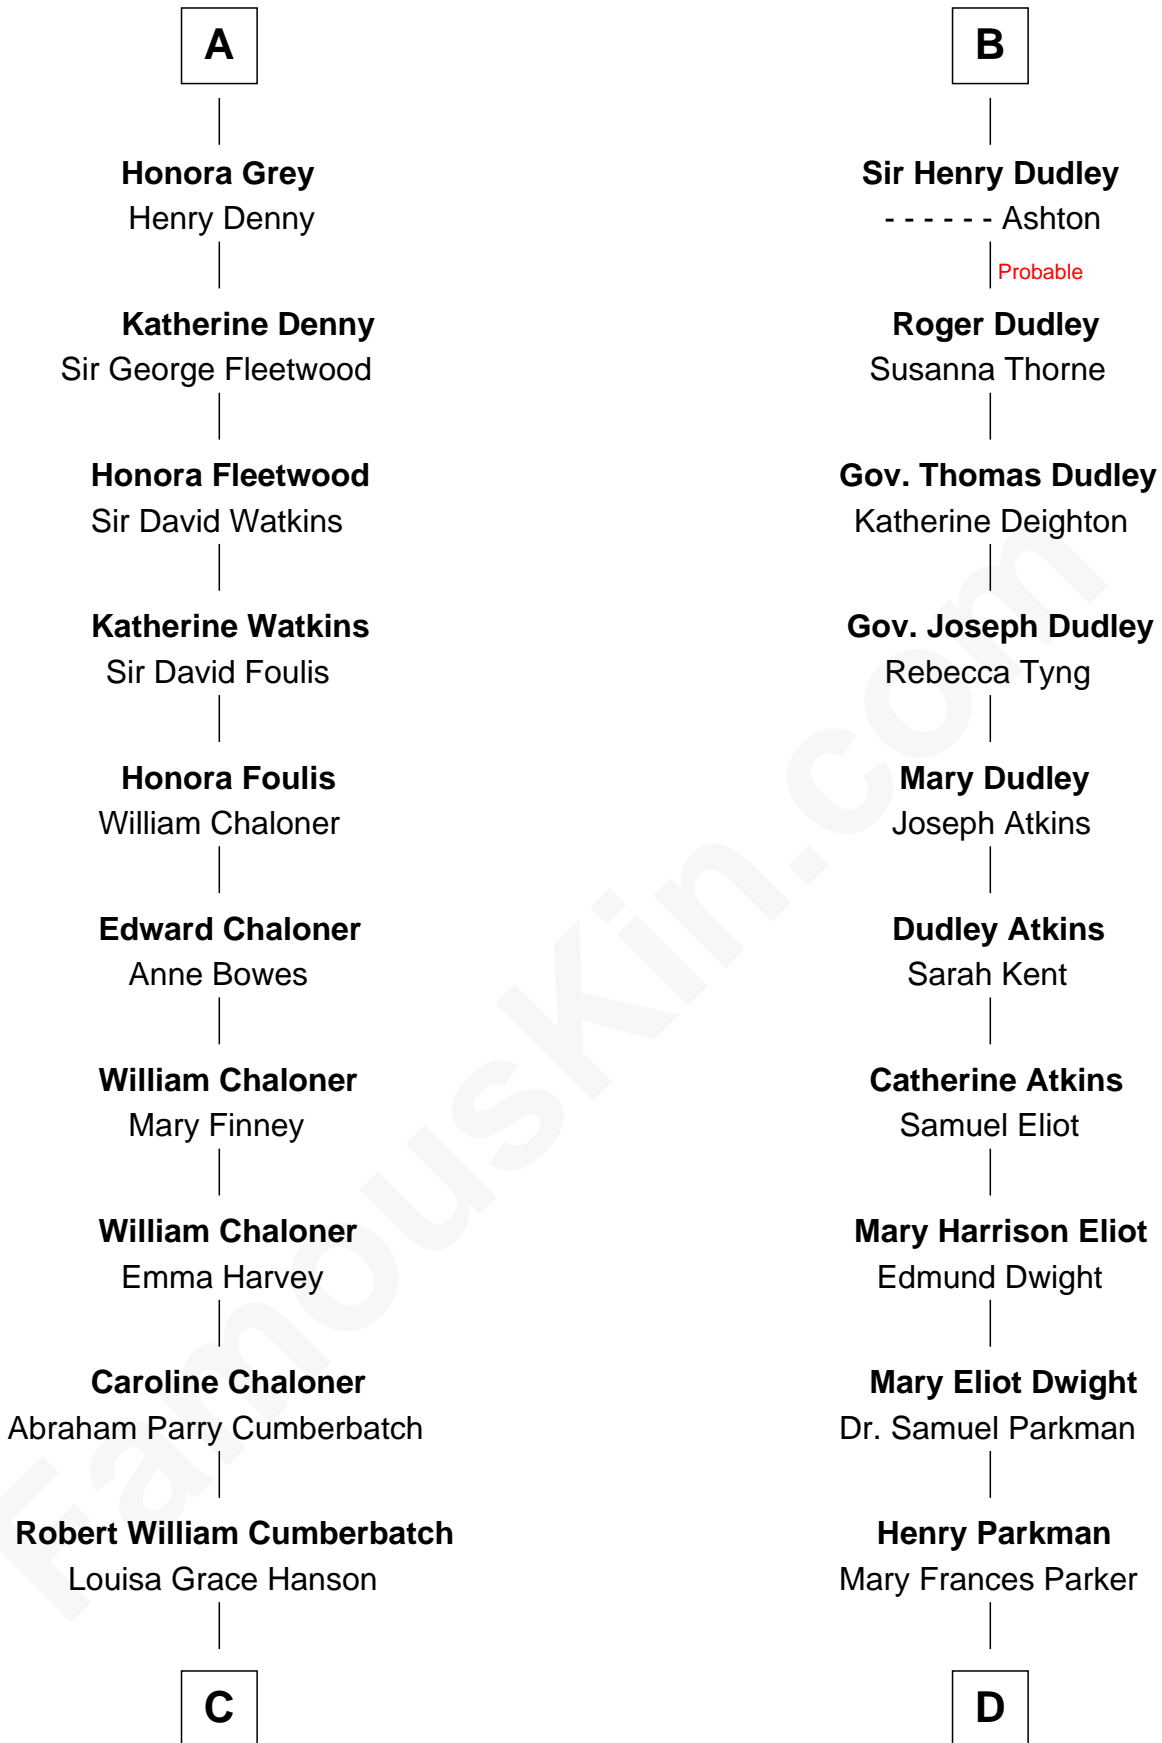 A
Honora Grey
Henry Denny
Katherine Denny
Sir George Fleetwood
Honora Fleetwood
Sir David Watkins
Katherine Watkins
Sir David Foulis
Honora Foulis
William Chaloner
Edward Chaloner
Anne Bowes
William Chaloner
Mary Finney
William Chaloner
Emma Harvey
Caroline Chaloner
Abraham Parry Cumberbatch
Robert William Cumberbatch
Louisa Grace Hanson
C
B
Sir Henry Dudley
- - - - - - Ashton
Probable
Roger Dudley
Susanna Thorne
Gov. Thomas Dudley
Katherine Deighton
Gov. Joseph Dudley
Rebecca Tyng
Mary Dudley
Joseph Atkins
Dudley Atkins
Sarah Kent
Catherine Atkins
Samuel Eliot
Mary Harrison Eliot
Edmund Dwight
Mary Eliot Dwight
Dr. Samuel Parkman
Henry Parkman
Mary Frances Parker
D
FamousKin.com